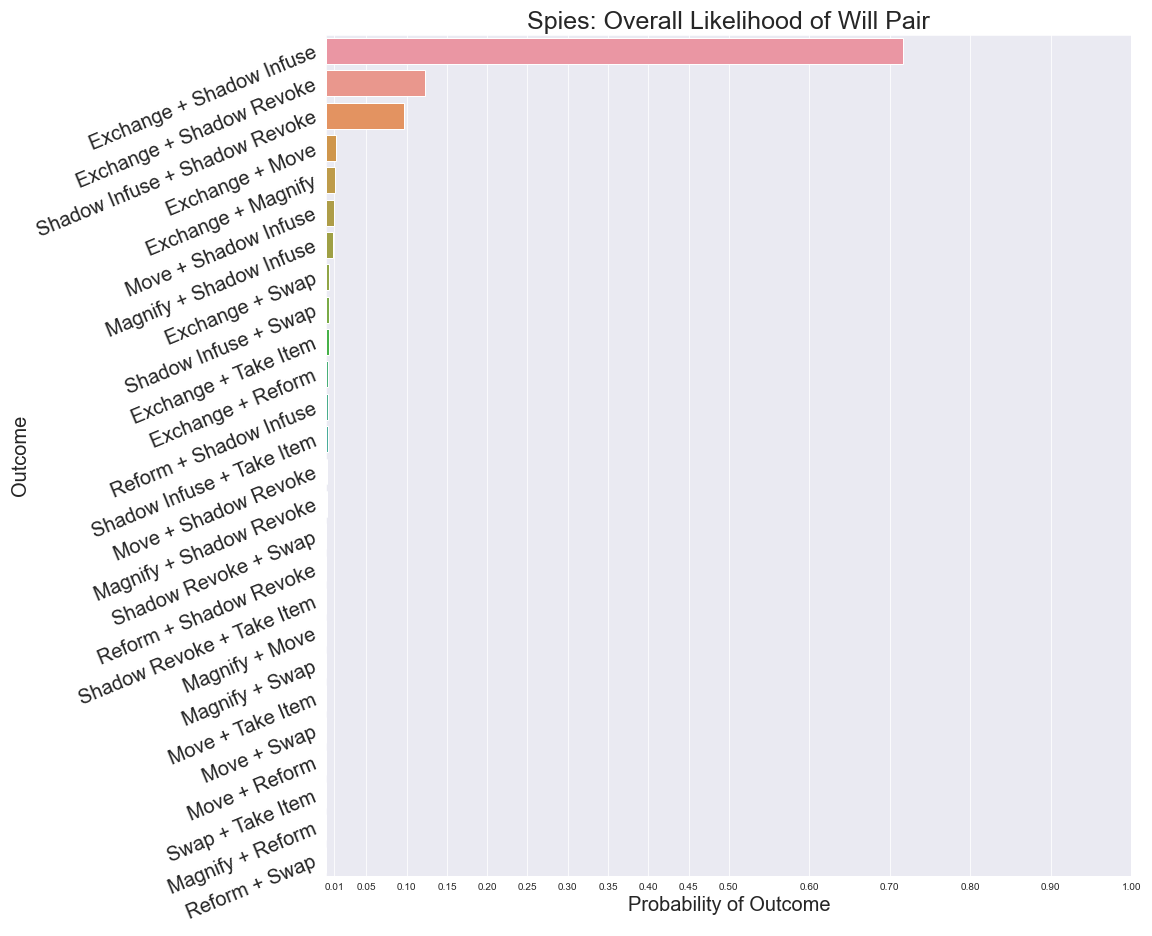 Spies: Overall Likelihood of Will Pair
Exchange + Shadow Infuse
Exchange + Shadow Revoke
Shadow Infuse + Shadow Revoke
Exchange + Move
Exchange + Magnify
Move + Shadow Infuse
Magnify + Shadow Infuse
Exchange + Swap
Shadow Infuse + Swap
Exchange + Take Item
Exchange + Reform
Reform + Shadow Infuse
Shadow Infuse + Take Item
Move + Shadow Revoke
Magnify + Shadow Revoke
Shadow Revoke + Swap
Reform + Shadow Revoke
Shadow Revoke + Take Item
Magnify + Move
Magnify + Swap
Move + Take Item
Move + Swap
Move + Reform
Swap + Take Item
Magnify + Reform
Reform + Swap
Outcome
0.01 0.05 0.10 0.15 0.20 0.25 0.30 0.35 0.40 0.45 0.50 0.60 0.70 0.80 0.90 1.00
Probability of Outcome